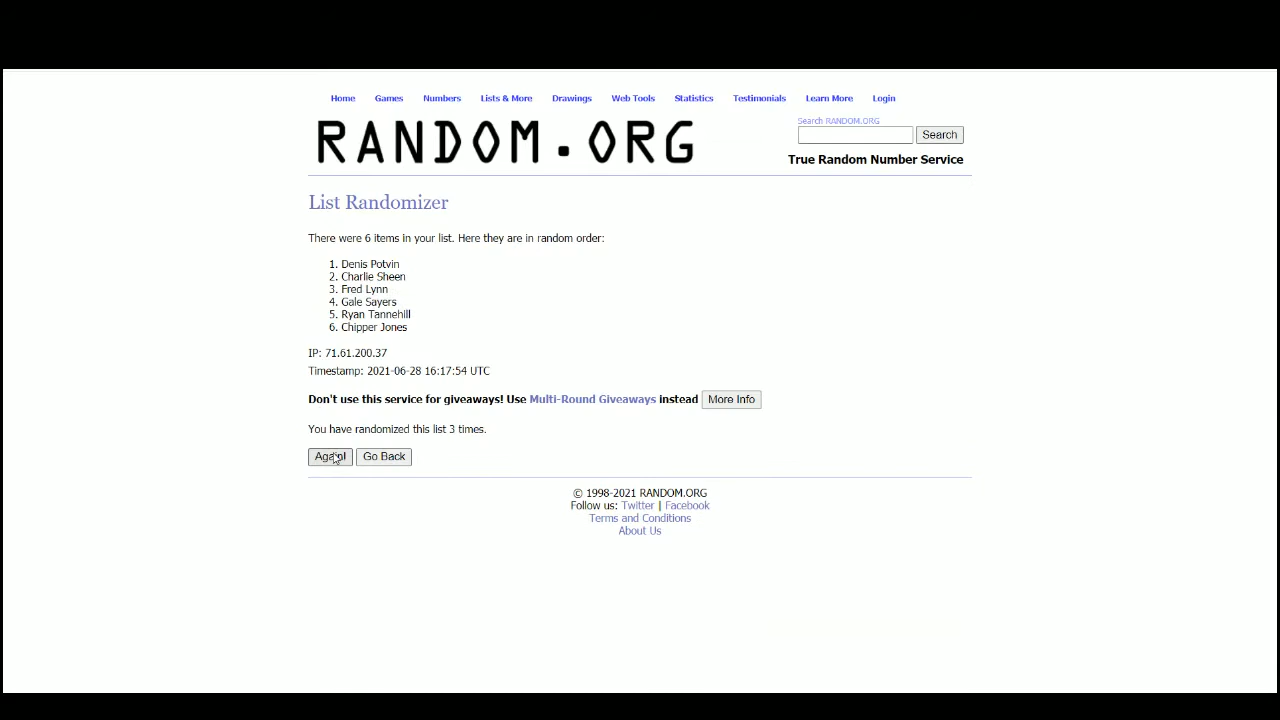 Home Games Numbers Lists & More Drawings Web Tools Statistics Testimonials Learn More Login
Search RANDOM.ORG
RANDOM.ORG
Search
True Random Number Service
List Randomizer
There were 6 items in your list. Here they are in random order:
1. Denis Potvin
2. Charlie Sheen
3. Fred Lynn
4. Gale Sayers
5. Ryan Tannehill
6. Chipper Jones
IP: 71.61.200.37
Timestamp: 2021-06-28 16:17:54 UTC
Don't use this service for giveaways! Use Multi-Round Giveaways instead More Info
You have randomized this list 3 times.
Again! Go Back
© 1998-2021 RANDOM.ORG
Follow us: Twitter | Facebook
Terms and Conditions
About Us